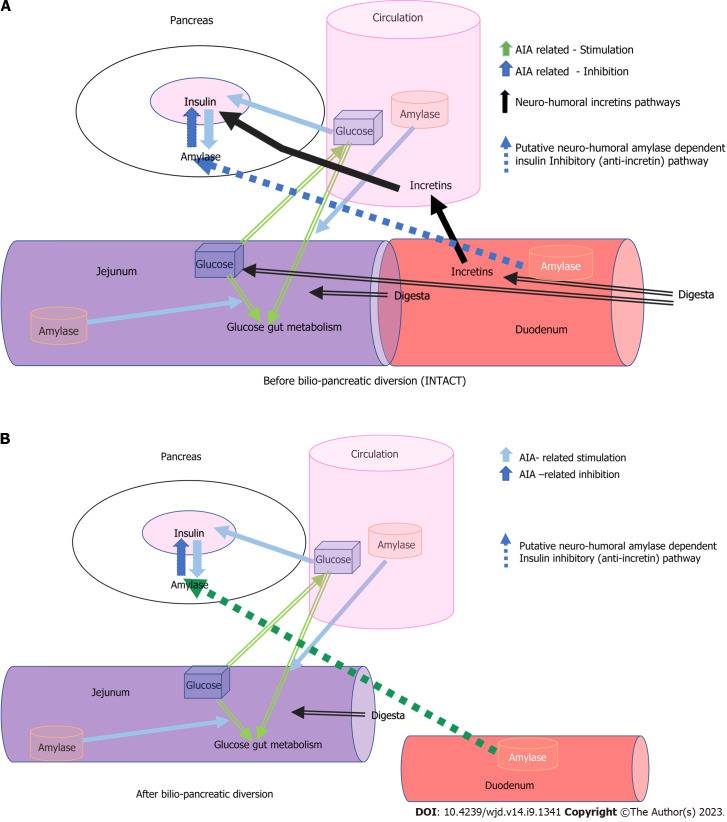 A
Pancreas
Circulation
AIA related - Stimulation
AIA related - Inhibition
Neuro-humoral incretins pathways
Putative neuro-humoral amylase dependent
insulin Inhibitory (anti-incretin) pathway
Insulin
Amylase
Glucose
Amylase
Incretins
Jejunum
Glucose
Incretins
Amylase
Digesta
Digesta
Amylase
Glucose gut metabolism
Duodenum
Before bilio-pancreatic diversion (INTACT)
B
Pancreas
Circulation
AIA- related stimulation
AIA –related inhibition
Putative neuro-humoral amylase dependent
Insulin inhibitory (anti-incretin) pathway
Insulin
Amylase
Glucose
Amylase
Jejunum
Glucose
Digesta
Amylase
Glucose gut metabolism
Amylase
Duodenum
After bilio-pancreatic diversion
DOI: 10.4239/wjd.v14.i9.1341 Copyright ©The Author(s) 2023.